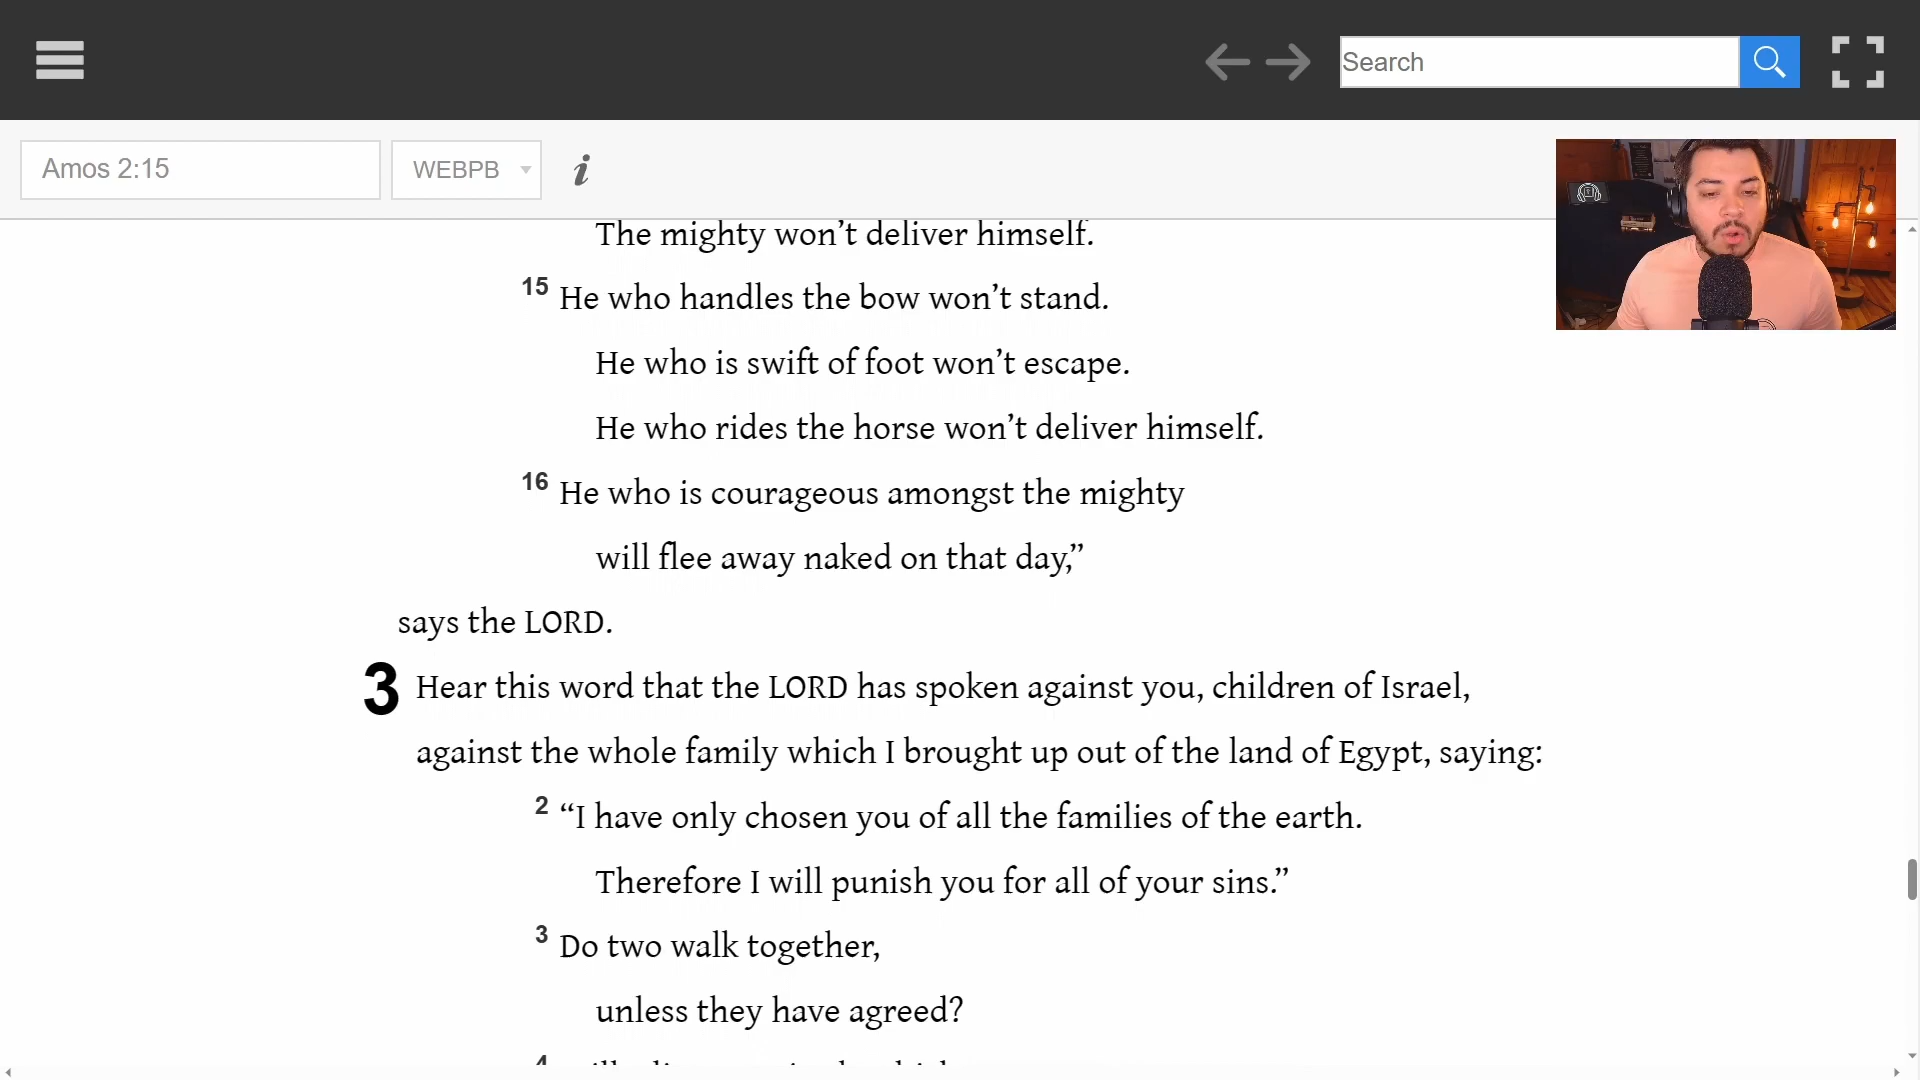 Search
Amos 2:15
WEBPB
i
The mighty won’t deliver himself.
15 He who handles the bow won’t stand.
He who is swift of foot won’t escape.
He who rides the horse won’t deliver himself.
16 He who is courageous amongst the mighty
will flee away naked on that day,”
says the LORD.
3 Hear this word that the LORD has spoken against you, children of Israel,
against the whole family which I brought up out of the land of Egypt, saying:
2 “I have only chosen you of all the families of the earth.
Therefore I will punish you for all of your sins.”
3 Do two walk together,
unless they have agreed?
4